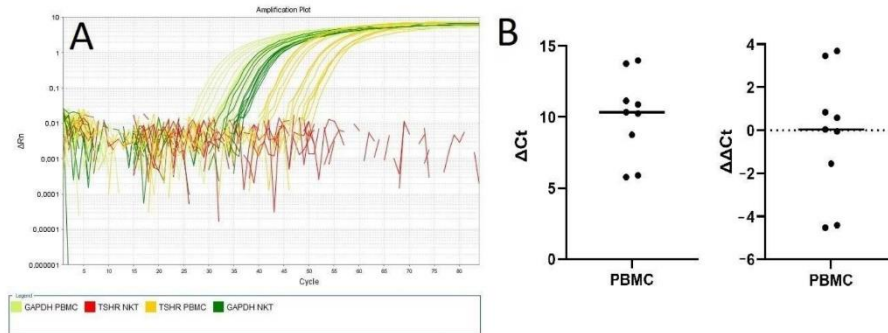 A
Amplification Plot
10
1
0,1
0,01
0,001
0,0001
0,00001
0,000001
ΔRn
5 10 15 20 25 30 35 40 45 50 55 60 65 70 75 80
Cycle
Legend
GAPDH PBMC TSHR NKT TSHR PBMC GAPDH NKT
B
15
10
5
0
ΔCt
PBMC
4
2
0
-2
-4
-6
ΔΔCt
PBMC